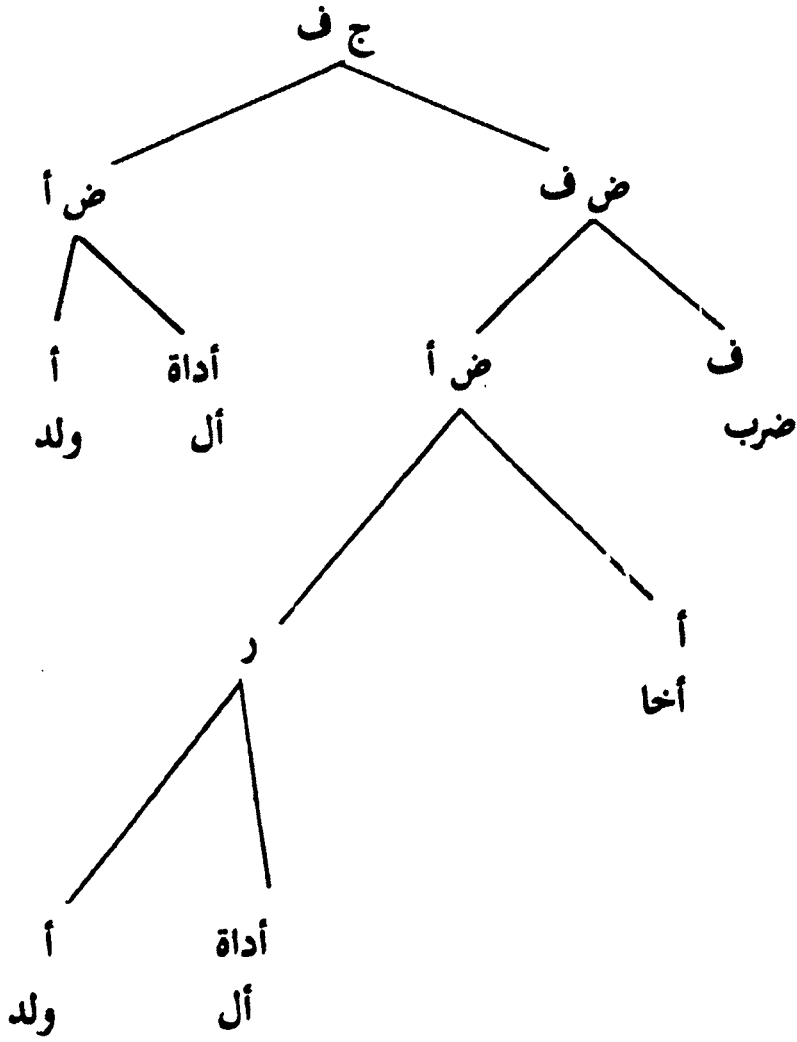 ج ف
ض ف ض أ
ف ض أ أداة أ
ضرب أل ولد
أ
ر
أخا
أداة أ
أل ولد